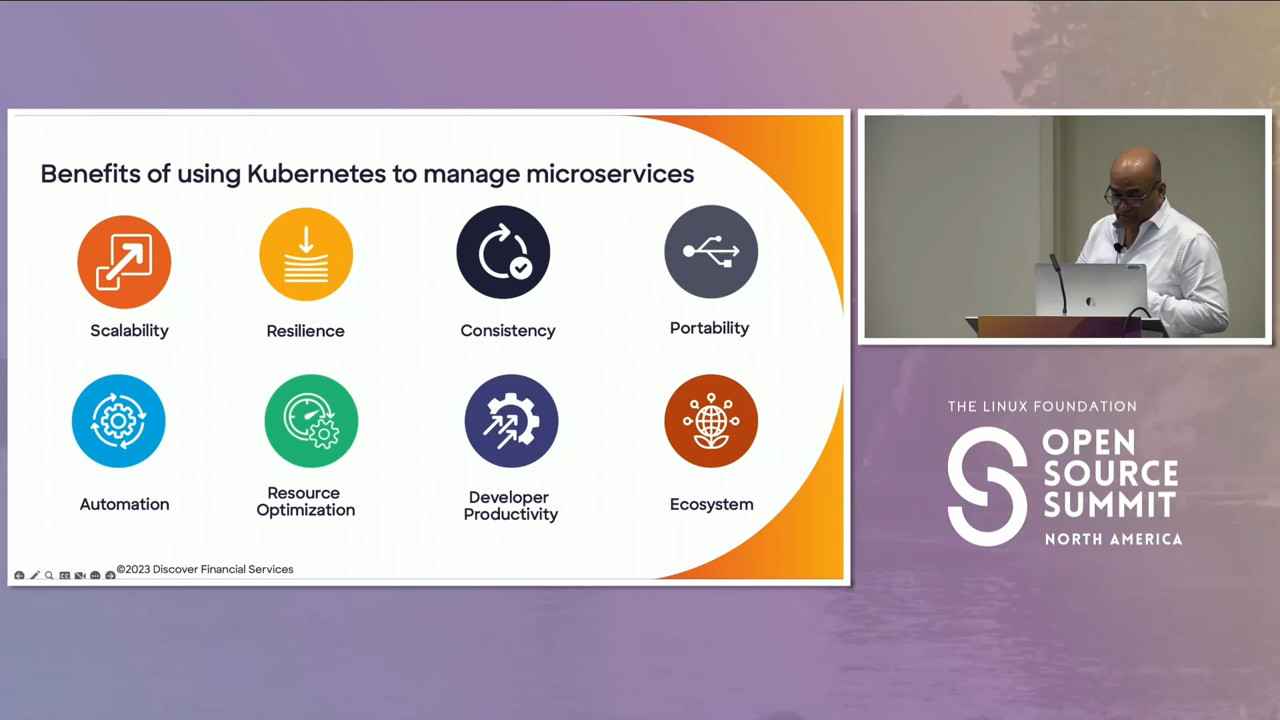 Benefits of using Kubernetes to manage microservices
Scalability
Resilience
Consistency
Portability
Automation
Resource
Optimization
Developer
Productivity
Ecosystem
©2023 Discover Financial Services
THE LINUX FOUNDATION
OPEN
SOURCE
SUMMIT
NORTH AMERICA